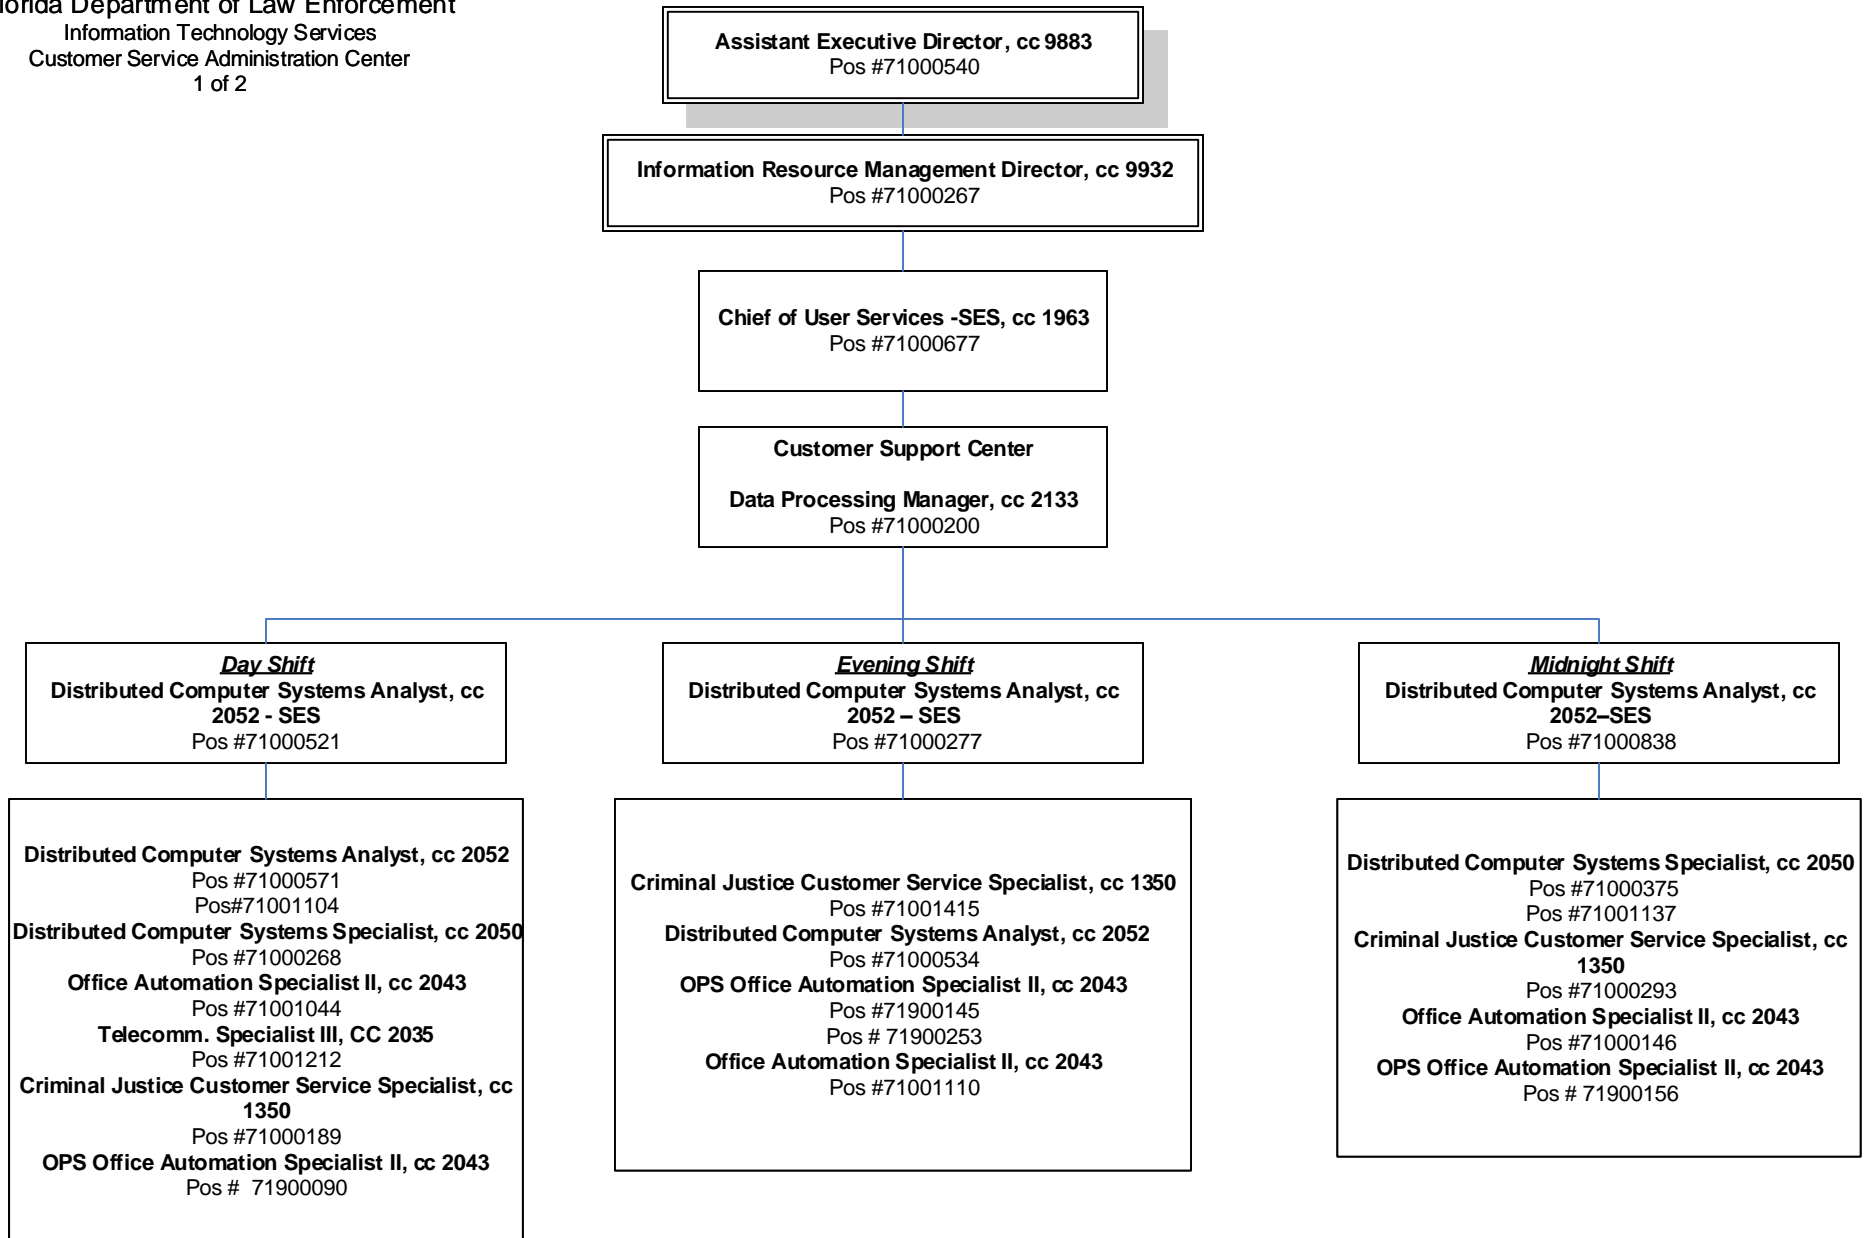 lorida Department of Law Enforcement
Information Technology Services
Customer Service Administration Center
1 of 2
Assistant Executive Director, cc 9883
Pos #71000540
Information Resource Management Director, cc 9932
Pos #71000267
Chief of User Services -SES, cc 1963
Pos #71000677
Customer Support Center
Data Processing Manager, cc 2133
Pos #71000200
Day Shift
Distributed Computer Systems Analyst, cc
2052 - SES
Pos #71000521
Evening Shift
Distributed Computer Systems Analyst, cc
2052 – SES
Pos #71000277
Midnight Shift
Distributed Computer Systems Analyst, cc
2052–SES
Pos #71000838
Distributed Computer Systems Analyst, cc 2052
Pos #71000571
Pos#71001104
Distributed Computer Systems Specialist, cc 2050
Pos #71000268
Office Automation Specialist II, cc 2043
Pos #71001044
Telecomm. Specialist III, CC 2035
Pos #71001212
Criminal Justice Customer Service Specialist, cc
1350
Pos #71000189
OPS Office Automation Specialist II, cc 2043
Pos #  71900090
Criminal Justice Customer Service Specialist, cc 1350
Pos #71001415
Distributed Computer Systems Analyst, cc 2052
Pos #71000534
OPS Office Automation Specialist II, cc 2043
Pos #71900145
Pos # 71900253
Office Automation Specialist II, cc 2043
Pos #71001110
Distributed Computer Systems Specialist, cc 2050
Pos #71000375
Pos #71001137
Criminal Justice Customer Service Specialist, cc
1350
Pos #71000293
Office Automation Specialist II, cc 2043
Pos #71000146
OPS Office Automation Specialist II, cc 2043
Pos # 71900156